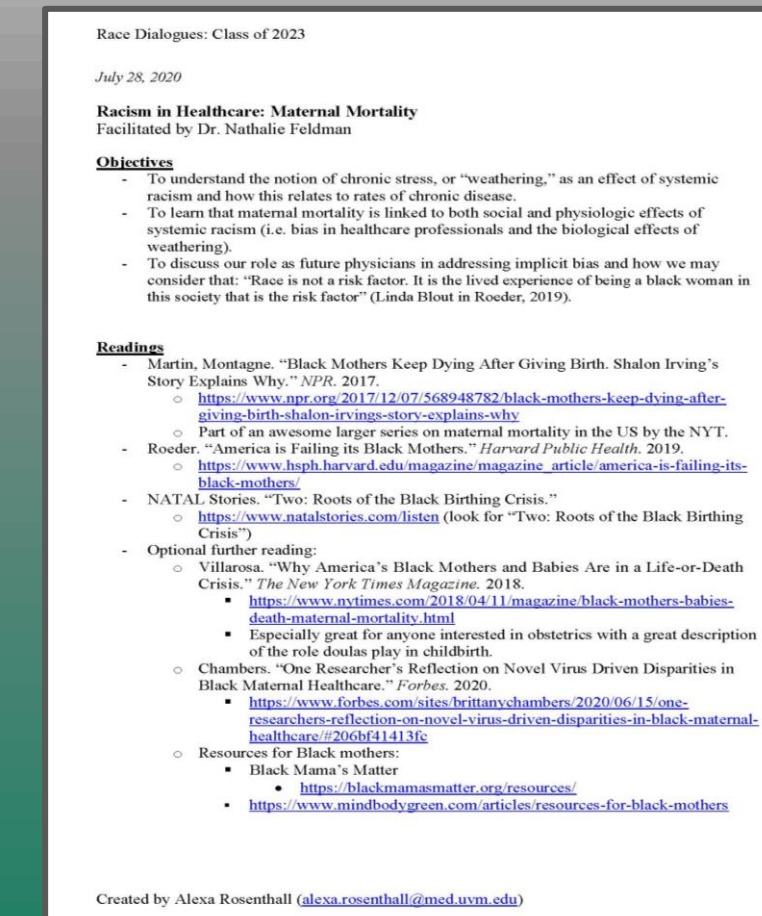 Race Dialogues: Class of 2023
July 28, 2020
Racism in Healthcare: Maternal Mortality
Facilitated by Dr. Nathalie Feldman
Objectives
- To understand the notion of chronic stress, or “weathering,” as an effect of systemic
racism and how this relates to rates of chronic disease.
- To learn that maternal mortality is linked to both social and physiologic effects of
systemic racism (i.e. bias in healthcare professionals and the biological effects of
weathering).
- To discuss our role as future physicians in addressing implicit bias and how we may
consider that: “Race is not a risk factor. It is the lived experience of being a black woman in
this society that is the risk factor” (Linda Blout in Roeder, 2019).
Readings
- Martin, Montagne. “Black Mothers Keep Dying After Giving Birth. Shalon Irving’s
Story Explains Why.” NPR. 2017.
o https://www.npr.org/2017/12/07/568948782/black-mothers-keep-dying-after-
giving-birth-shalon-irvings-story-explains-why
o Part of an awesome larger series on maternal mortality in the US by the NYT.
- Roeder. “America is Failing its Black Mothers.” Harvard Public Health. 2019.
o https://www.hsph.harvard.edu/magazine/magazine_article/america-is-failing-its-
black-mothers/
- NATAL Stories. “Two: Roots of the Black Birthing Crisis.”
o https://www.natalstories.com/listen (look for “Two: Roots of the Black Birthing
Crisis”)
- Optional further reading:
o Villarosa. “Why America’s Black Mothers and Babies Are in a Life-or-Death
Crisis.” The New York Times Magazine. 2018.
▪ https://www.nytimes.com/2018/04/11/magazine/black-mothers-babies-
death-maternal-mortality.html
▪ Especially great for anyone interested in obstetrics with a great description
of the role doulas play in childbirth.
o Chambers. “One Researcher’s Reflection on Novel Virus Driven Disparities in
Black Maternal Healthcare.” Forbes. 2020.
▪ https://www.forbes.com/sites/brittanychambers/2020/06/15/one-
researchers-reflection-on-novel-virus-driven-disparities-in-black-maternal-
healthcare/#206bf41413fc
o Resources for Black mothers:
▪ Black Mama’s Matter
• https://blackmamasmatter.org/resources/
▪ https://www.mindbodygreen.com/articles/resources-for-black-mothers
Created by Alexa Rosenthall (alexa.rosenthall@med.uvm.edu)